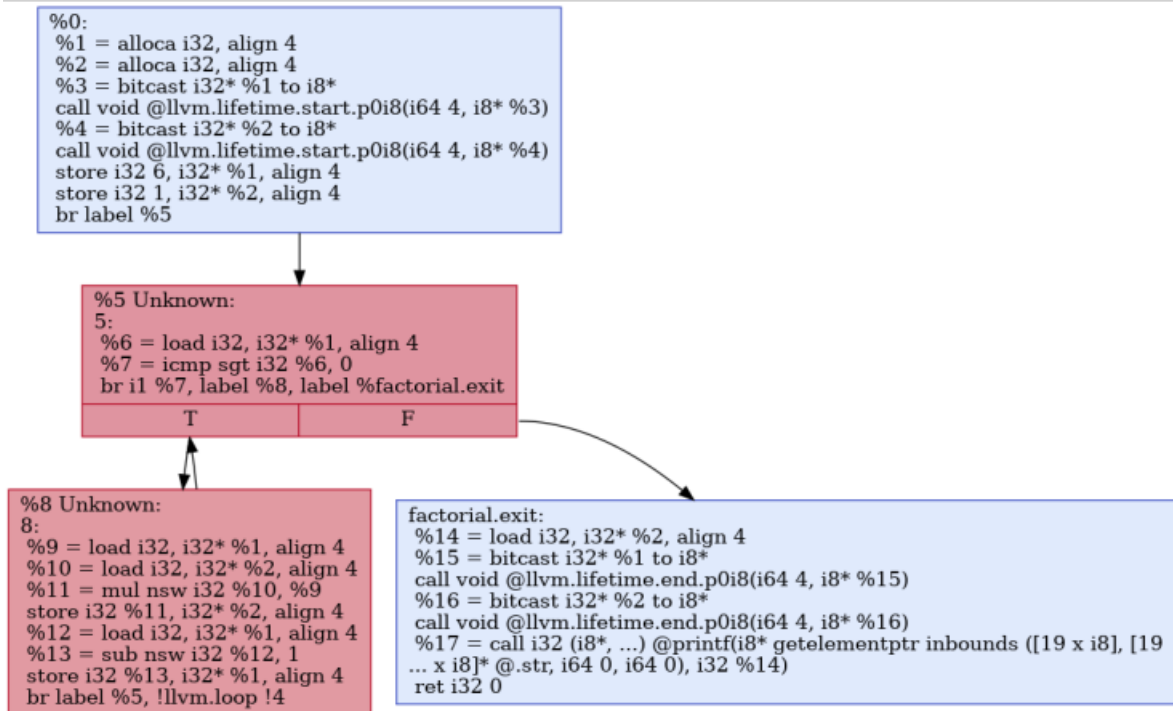 %0:
%1 = alloca i32, align 4
%2 = alloca i32, align 4
%3 = bitcast i32* %1 to i8*
call void @llvm.lifetime.start.p0i8(i64 4, i8* %3)
%4 = bitcast i32* %2 to i8*
call void @llvm.lifetime.start.p0i8(i64 4, i8* %4)
store i32 6, i32* %1, align 4
store i32 1, i32* %2, align 4
br label %5
%5 Unknown:
5:
%6 = load i32, i32* %1, align 4
%7 = icmp sgt i32 %6, 0
br i1 %7, label %8, label %factorial.exit
T
F
%8 Unknown:
8:
%9 = load i32, i32* %1, align 4
%10 = load i32, i32* %2, align 4
%11 = mul nsw i32 %10, %9
store i32 %11, i32* %2, align 4
%12 = load i32, i32* %1, align 4
%13 = sub nsw i32 %12, 1
store i32 %13, i32* %1, align 4
br label %5, !llvm.loop !4
factorial.exit:
%14 = load i32, i32* %2, align 4
%15 = bitcast i32* %1 to i8*
call void @llvm.lifetime.end.p0i8(i64 4, i8* %15)
%16 = bitcast i32* %2 to i8*
call void @llvm.lifetime.end.p0i8(i64 4, i8* %16)
%17 = call i32 (i8*, ...) @printf(i8* getelementptr inbounds ([19 x i8], [19
... x i8]* @.str, i64 0, i64 0), i32 %14)
ret i32 0